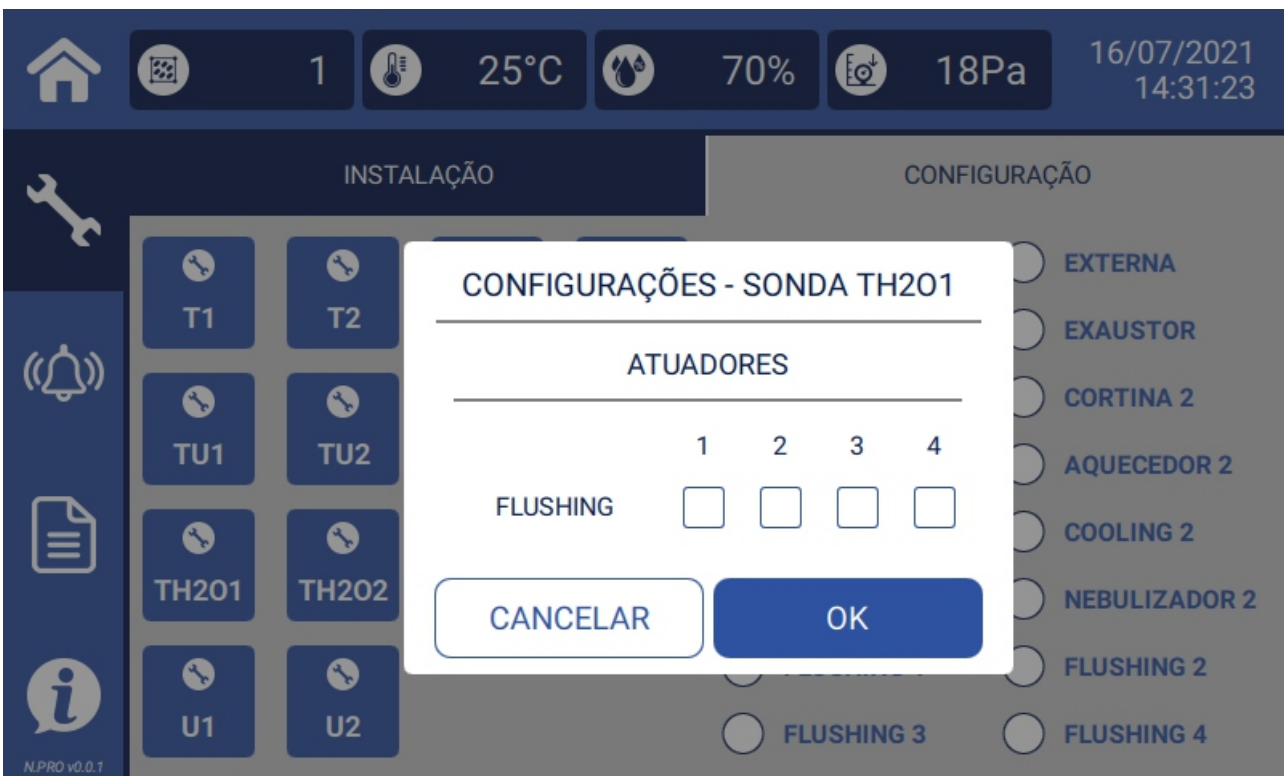 1
25°C
70%
18Pa
16/07/2021
14:31:23
INSTALAÇÃO
CONFIGURAÇÃO
T1
T2
TU1
TU2
TH2O1
TH2O2
U1
U2
CONFIGURAÇÕES - SONDA TH2O1
ATUADORES
1 2 3 4
FLUSHING
CANCELAR
OK
EXTERNA
EXAUSTOR
CORTINA 2
AQUECEDOR 2
COOLING 2
NEBULIZADOR 2
FLUSHING 2
FLUSHING 3
FLUSHING 4
N.PRO v0.0.1